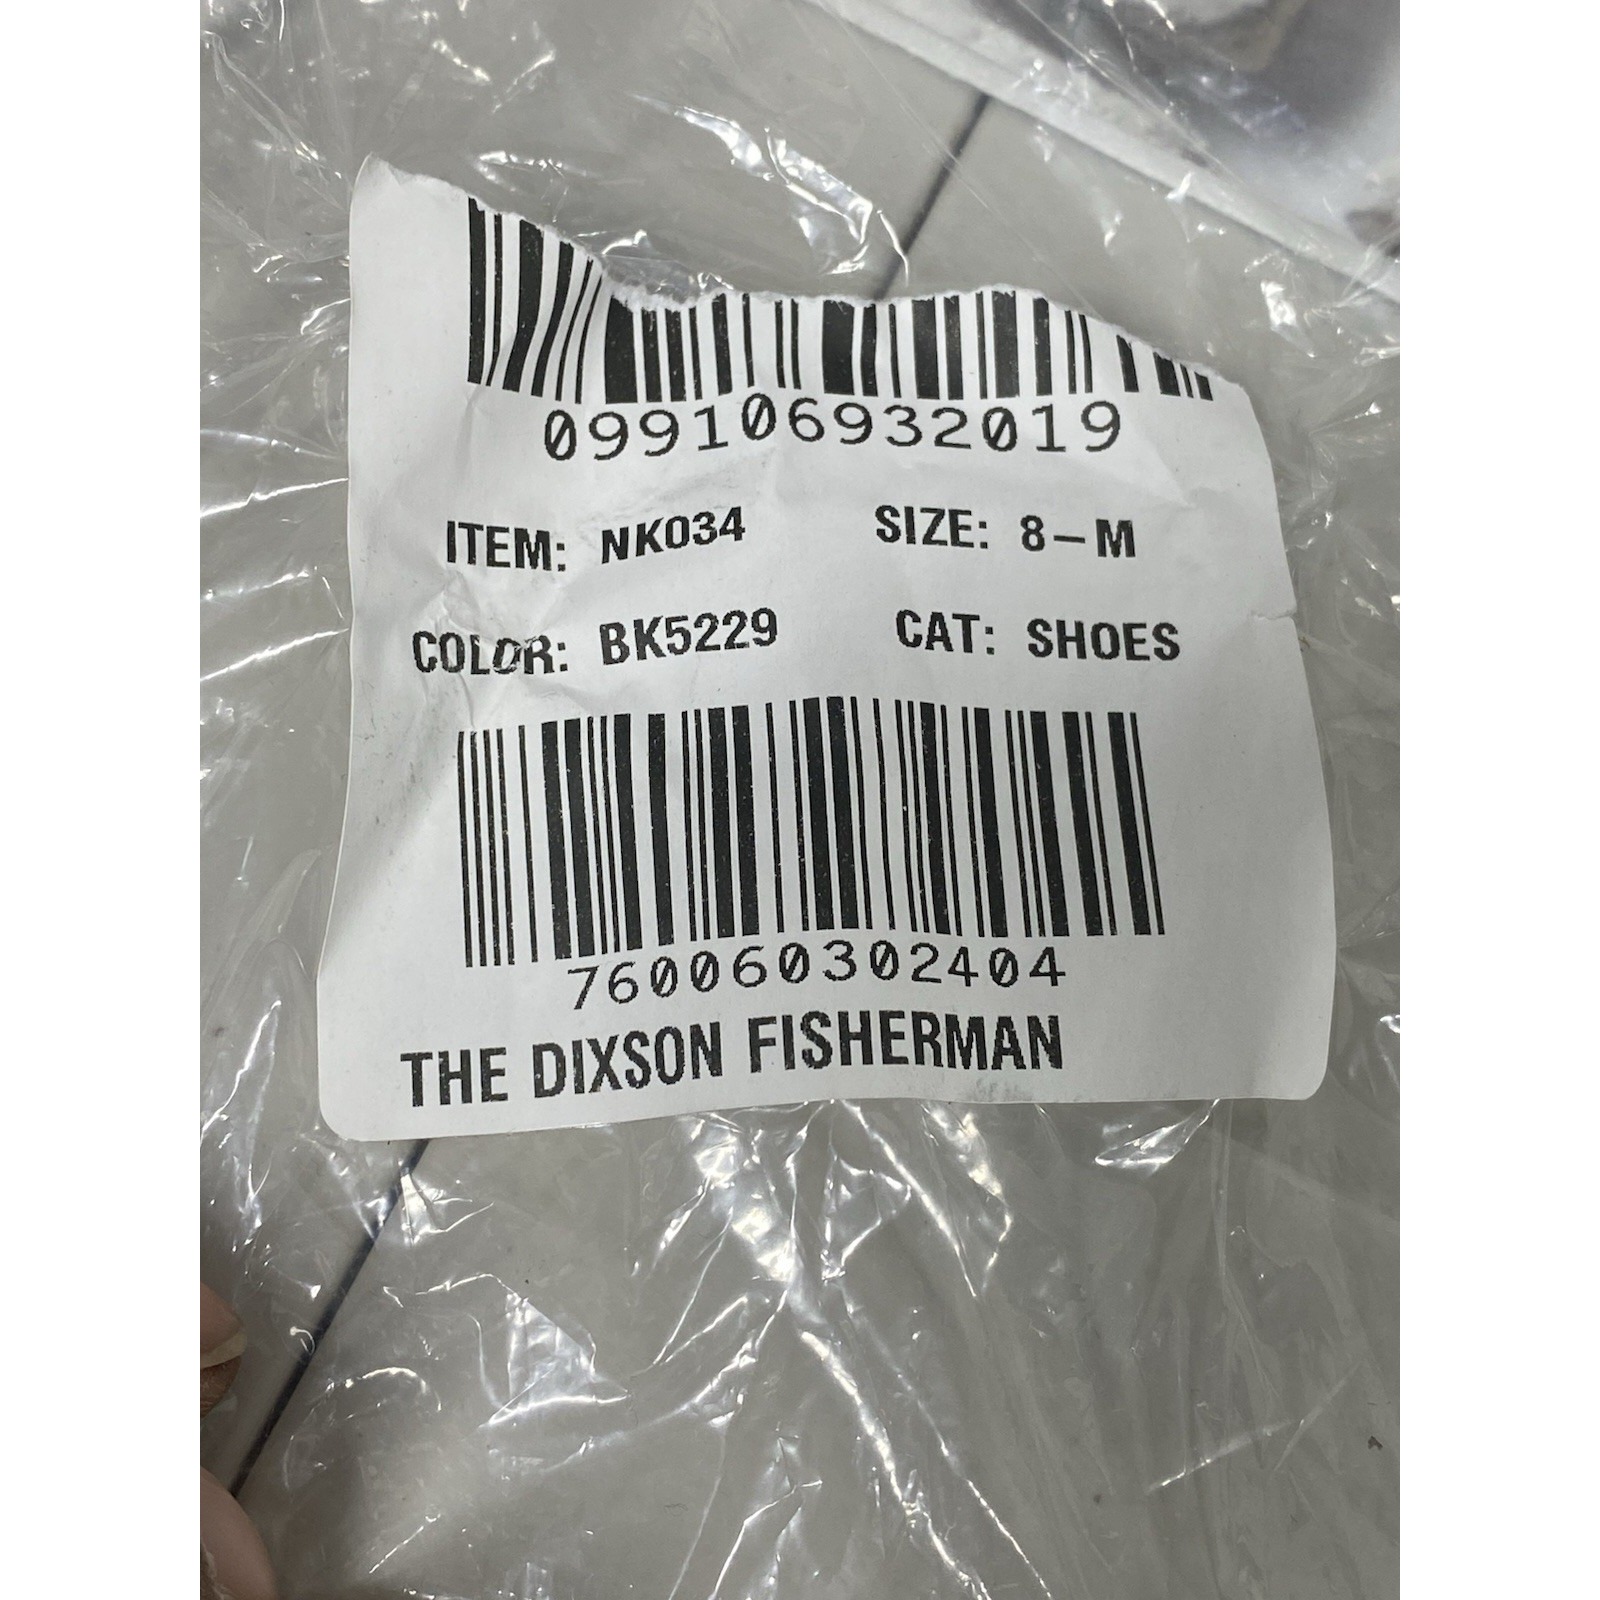 099106932019
ITEM: NK034 SIZE: 8-M
COLOR: BK5229 CAT: SHOES
760060302404
THE DIXSON FISHERMAN